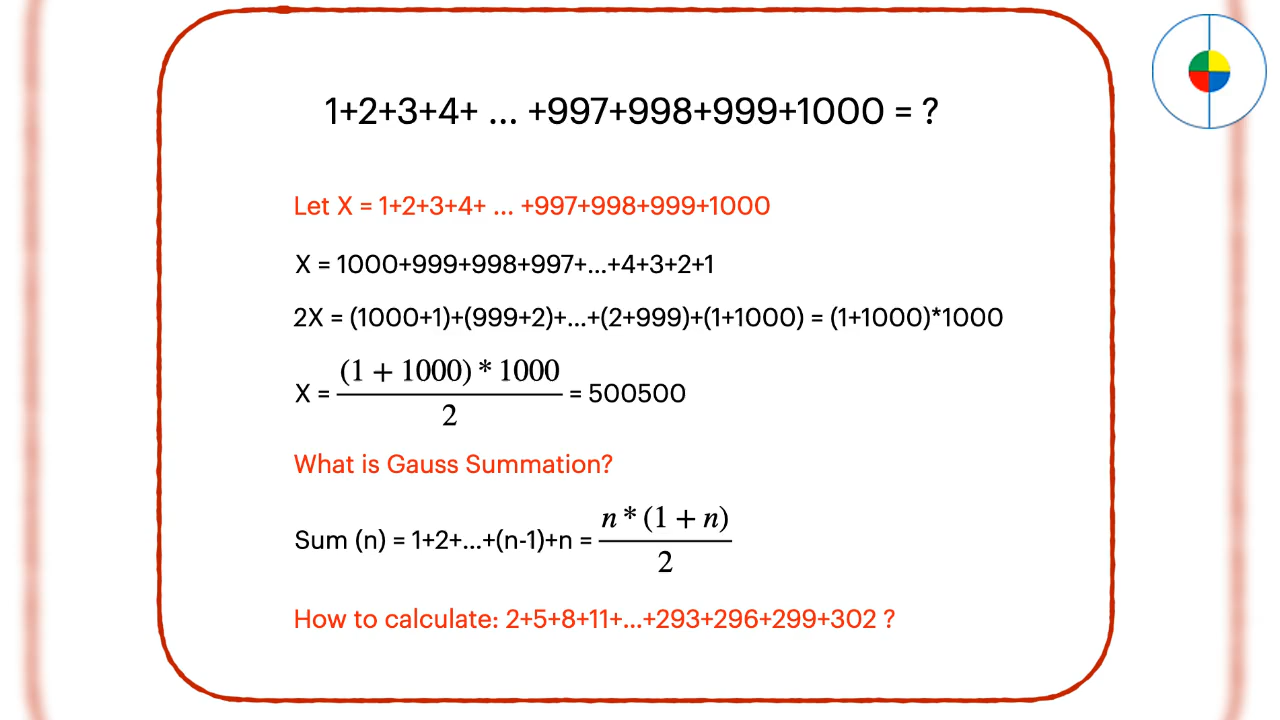 1+2+3+4+ ... +997+998+999+1000 = ?
Let X = 1+2+3+4+ ... +997+998+999+1000
X = 1000+999+998+997+...+4+3+2+1
2X = (1000+1)+(999+2)+...+(2+999)+(1+1000) = (1+1000)*1000
X = (1 + 1000) * 1000 / 2 = 500500
What is Gauss Summation?
Sum (n) = 1+2+...+(n-1)+n = n * (1 + n) / 2
How to calculate: 2+5+8+11+...+293+296+299+302 ?